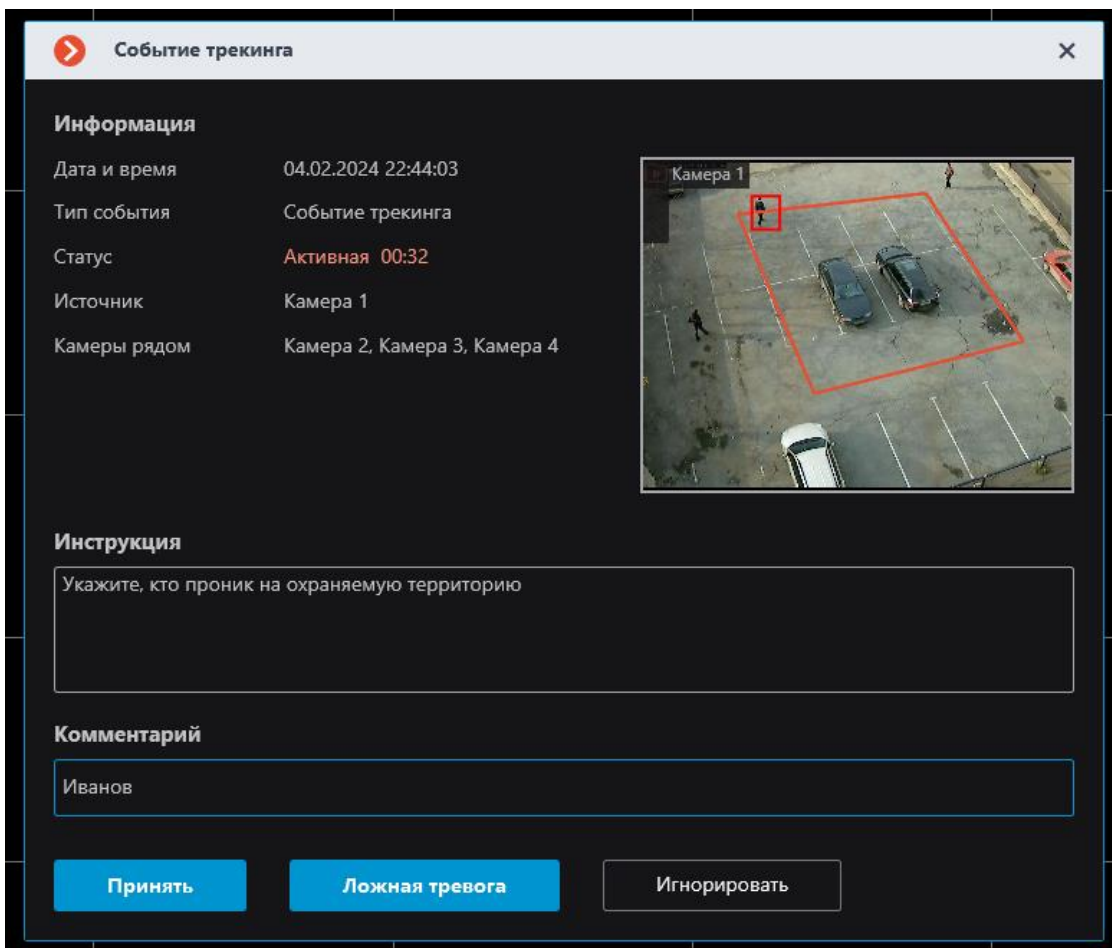 Событие трекинга
Информация
Дата и время 04.02.2024 22:44:03
Тип события Событие трекинга
Статус Активная 00:32
Источник Камера 1
Камеры рядом Камера 2, Камера 3, Камера 4
Камера 1
Инструкция
Укажите, кто проник на охраняемую территорию
Комментарий
Иванов
Принять Ложная тревога Игнорировать